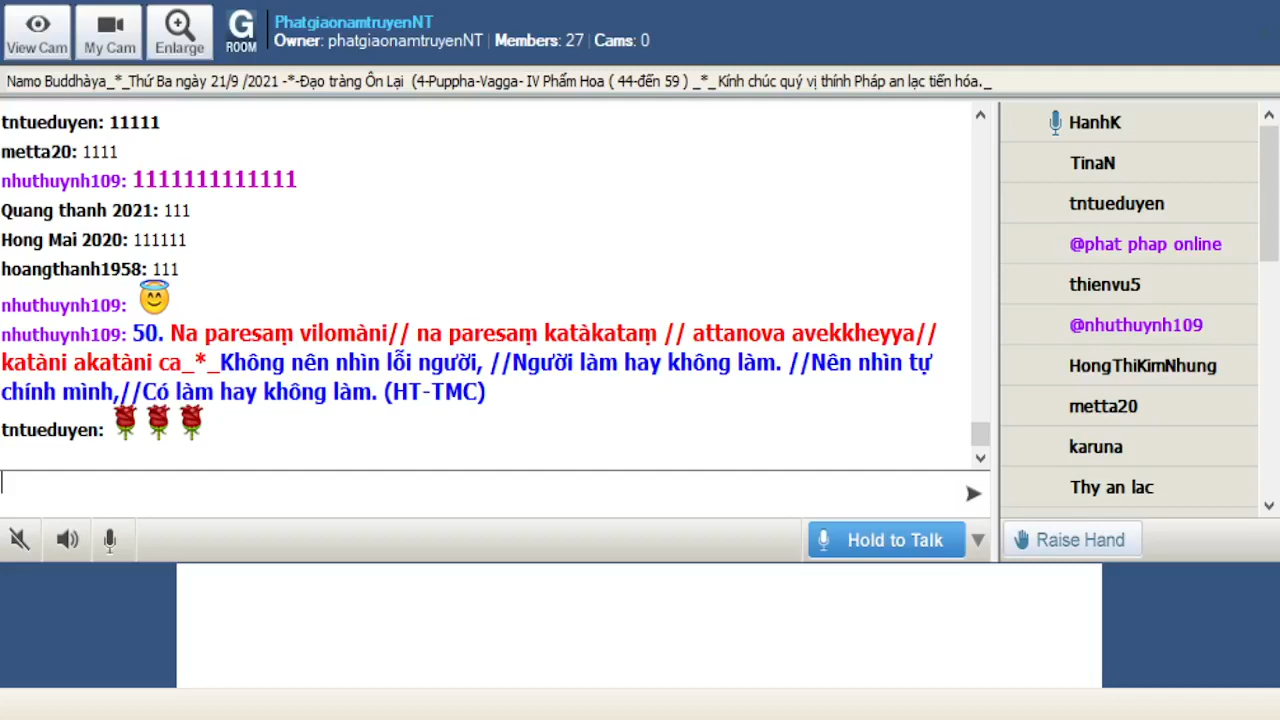 View Cam
My Cam
Enlarge
G
ROOM
PhatgiaonamtruyenNT
Owner: phatgiaonamtruyenNT | Members: 27 | Cams: 0
Namo Buddhàya_*_Thứ Ba ngày 21/9 /2021 -*-Đạo tràng Ôn Lại (4-Puppha-Vagga- IV Phẩm Hoa ( 44-đến 59 ) _*_ Kính chúc quý vị thính Pháp an lạc tiến hóa._
tntueduyen: 11111
metta20: 1111
nhuthuynh109: 1111111111111
Quang thanh 2021: 111
Hong Mai 2020: 111111
hoangthanh1958: 111
nhuthuynh109:
nhuthuynh109: 50. Na paresaṃ vilomàni// na paresaṃ katàkataṃ // attanova avekkheyya//
katàni akatàni ca_*_Không nên nhìn lỗi người, //Người làm hay không làm. //Nên nhìn tự
chính mình,//Có làm hay không làm. (HT-TMC)
tntueduyen:
HanhK
TinaN
tntueduyen
@phat phap online
thienvu5
@nhuthuynh109
HongThiKimNhung
metta20
karuna
Thy an lac
Hold to Talk
Raise Hand